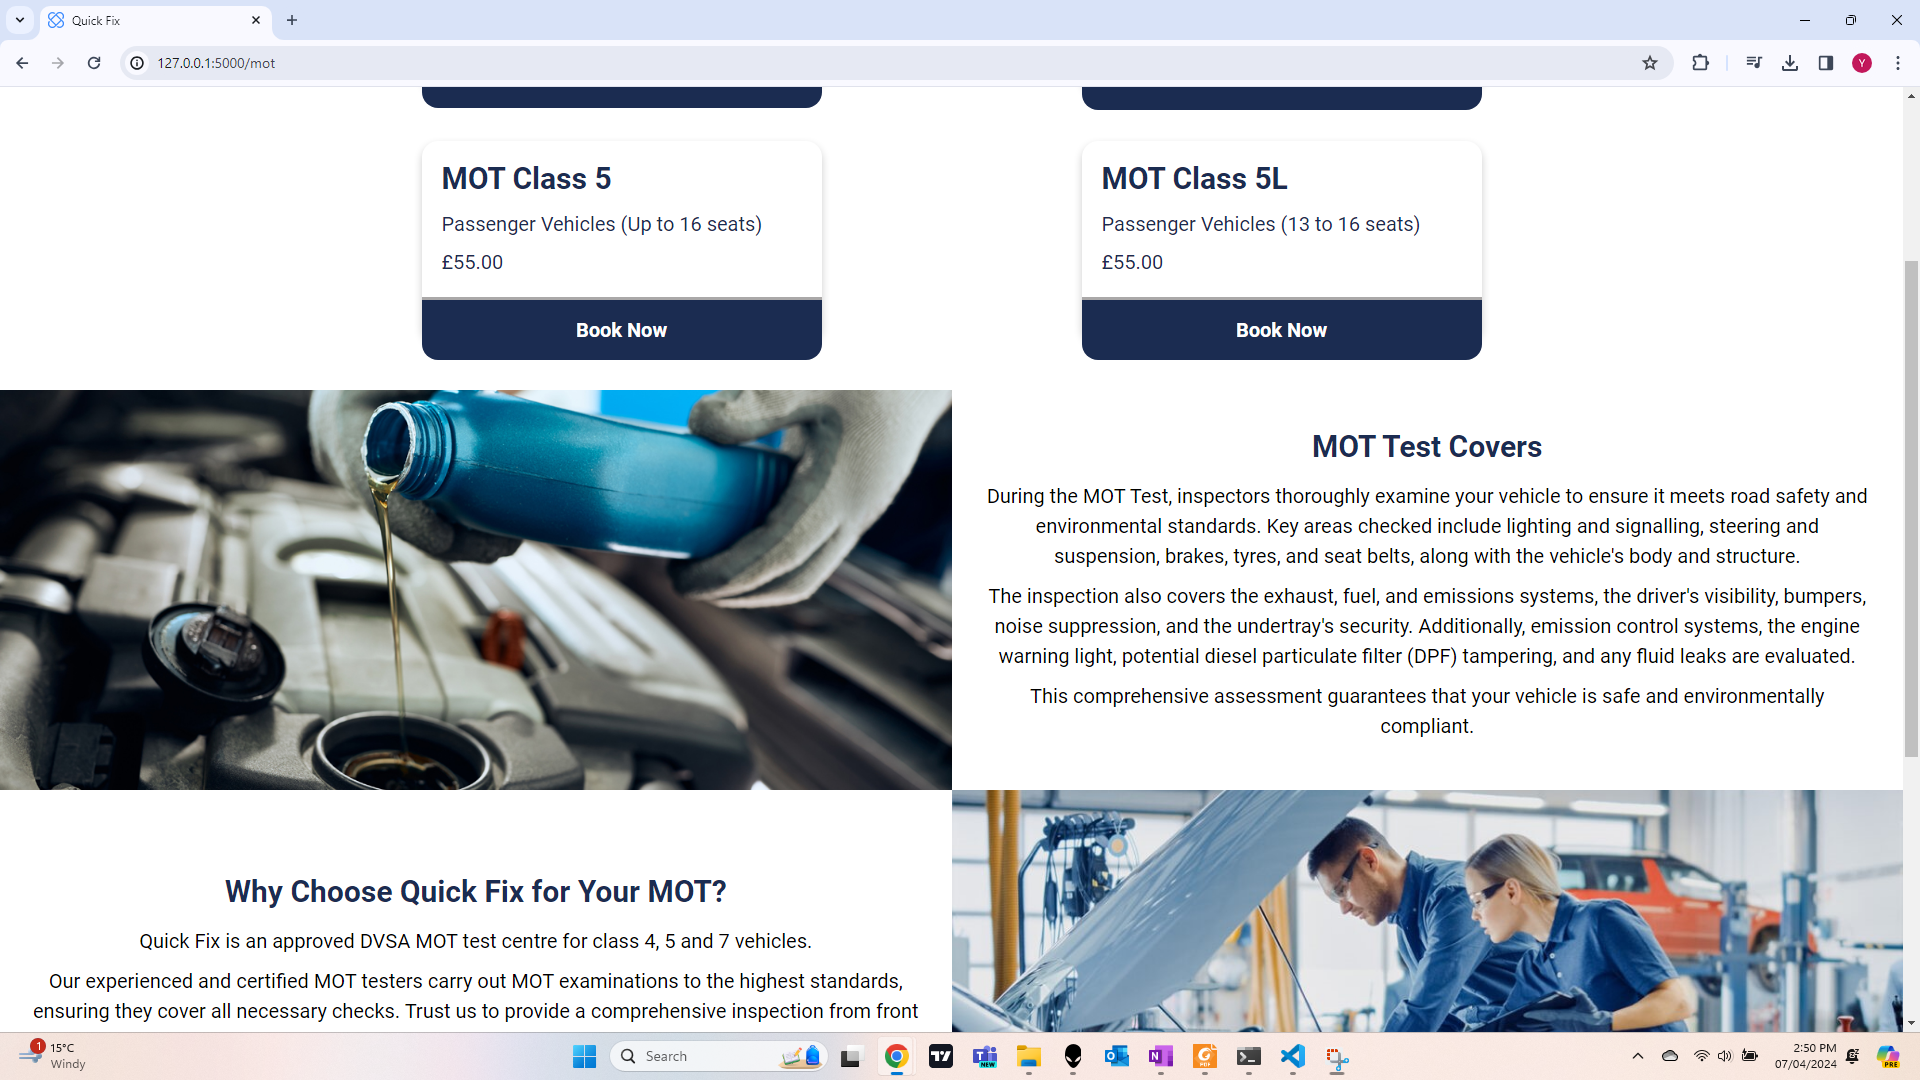 Quick Fix
127.0.0.1:5000/mot
Y
MOT Class 5
Passenger Vehicles (Up to 16 seats)
£55.00
Book Now
MOT Class 5L
Passenger Vehicles (13 to 16 seats)
£55.00
Book Now
MOT Test Covers
During the MOT Test, inspectors thoroughly examine your vehicle to ensure it meets road safety and
environmental standards. Key areas checked include lighting and signalling, steering and
suspension, brakes, tyres, and seat belts, along with the vehicle's body and structure.
The inspection also covers the exhaust, fuel, and emissions systems, the driver's visibility, bumpers,
noise suppression, and the undertray's security. Additionally, emission control systems, the engine
warning light, potential diesel particulate filter (DPF) tampering, and any fluid leaks are evaluated.
This comprehensive assessment guarantees that your vehicle is safe and environmentally
compliant.
Why Choose Quick Fix for Your MOT?
Quick Fix is an approved DVSA MOT test centre for class 4, 5 and 7 vehicles.
Our experienced and certified MOT testers carry out MOT examinations to the highest standards,
ensuring they cover all necessary checks. Trust us to provide a comprehensive inspection from front
1
15°C
Windy
Search
NEW
PDF
2:50 PM
07/04/2024
PRE